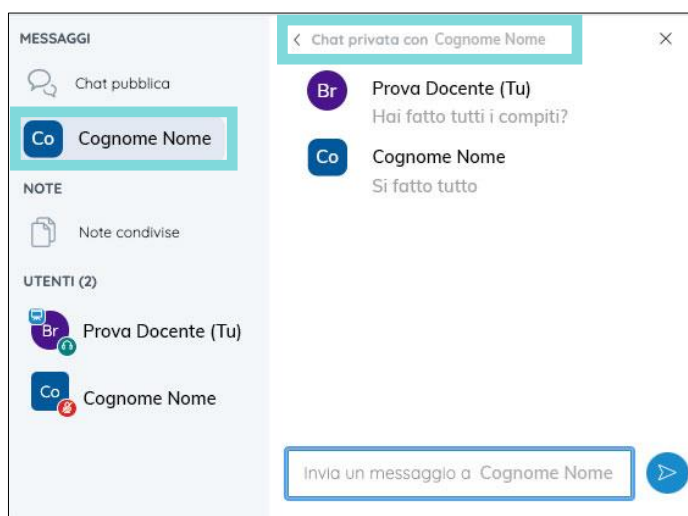 MESSAGGI
Chat pubblica
Co Cognome Nome
NOTE
Note condivise
UTENTI (2)
Br Prova Docente (Tu)
Co Cognome Nome
Chat privata con Cognome Nome
Br Prova Docente (Tu)
Hai fatto tutti i compiti?
Co Cognome Nome
Si fatto tutto
Invia un messaggio a Cognome Nome